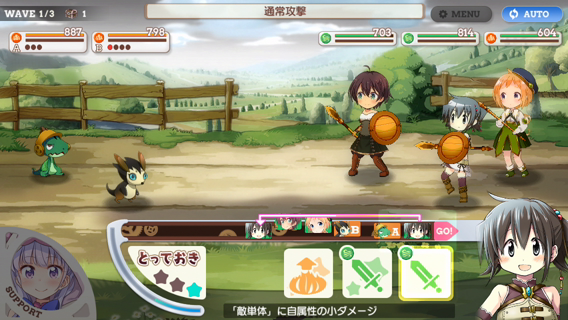 WAVE 1/3 1
通常攻撃
MENU
AUTO
887
A
798
B
703
814
604
B
A
GO!
とっておき
SUPPORT
「敵単体」に自属性の小ダメージ